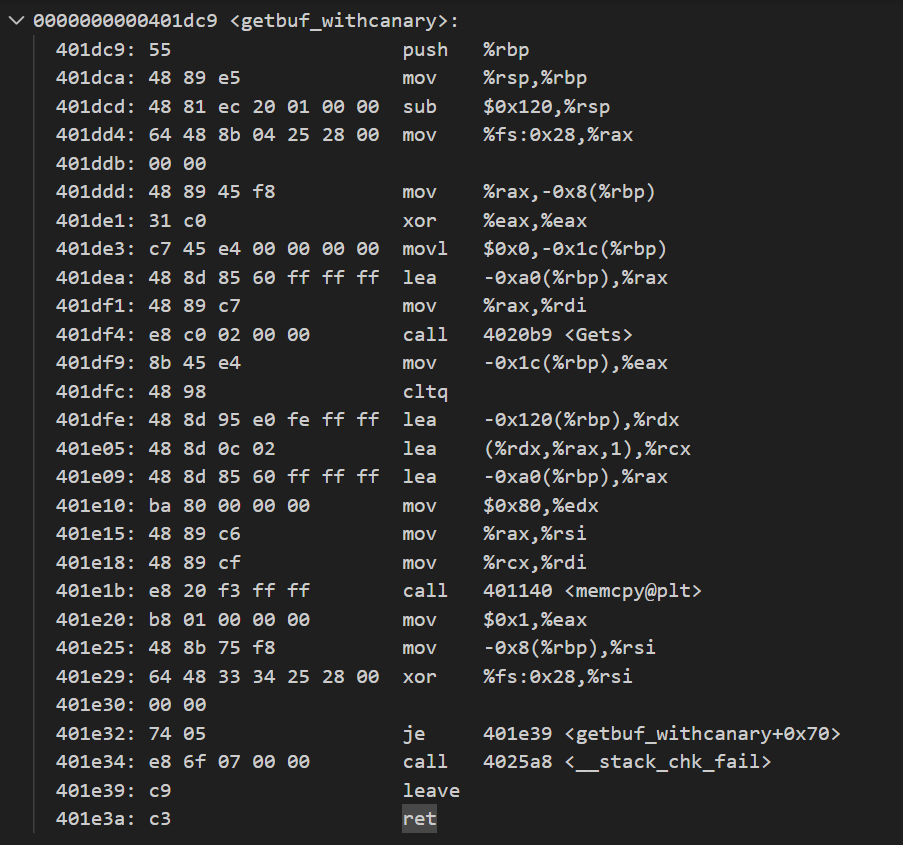 0000000000401dc9 <getbuf_withcanary>:
401dc9: 55 push %rbp
401dca: 48 89 e5 mov %rsp,%rbp
401dcd: 48 81 ec 20 01 00 00 sub $0x120,%rsp
401dd4: 64 48 8b 04 25 28 00 mov %fs:0x28,%rax
401ddb: 00 00
401ddd: 48 89 45 f8 mov %rax,-0x8(%rbp)
401de1: 31 c0 xor %eax,%eax
401de3: c7 45 e4 00 00 00 00 movl $0x0,-0x1c(%rbp)
401dea: 48 8d 85 60 ff ff ff lea -0xa0(%rbp),%rax
401df1: 48 89 c7 mov %rax,%rdi
401df4: e8 c0 02 00 00 call 4020b9 <Gets>
401df9: 8b 45 e4 mov -0x1c(%rbp),%eax
401dfc: 48 98 cltq
401dfe: 48 8d 95 e0 fe ff ff lea -0x120(%rbp),%rdx
401e05: 48 8d 0c 02 lea (%rdx,%rax,1),%rcx
401e09: 48 8d 85 60 ff ff ff lea -0xa0(%rbp),%rax
401e10: ba 80 00 00 00 mov $0x80,%edx
401e15: 48 89 c6 mov %rax,%rsi
401e18: 48 89 cf mov %rcx,%rdi
401e1b: e8 20 f3 ff ff call 401140 <memcpy@plt>
401e20: b8 01 00 00 00 mov $0x1,%eax
401e25: 48 8b 75 f8 mov -0x8(%rbp),%rsi
401e29: 64 48 33 34 25 28 00 xor %fs:0x28,%rsi
401e30: 00 00
401e32: 74 05 je 401e39 <getbuf_withcanary+0x70>
401e34: e8 6f 07 00 00 call 4025a8 <__stack_chk_fail>
401e39: c9 leave
401e3a: c3 ret